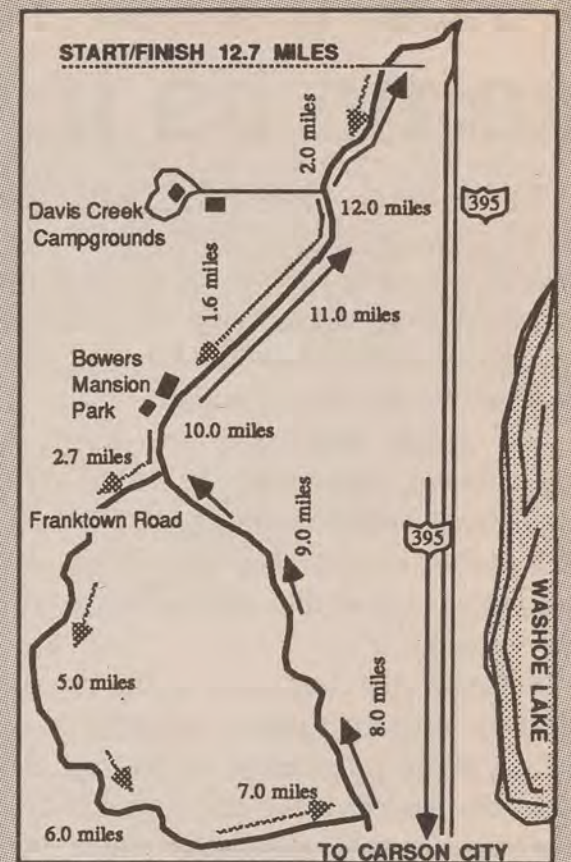 START/FINISH 12.7 MILES
2.0 miles
395
Davis Creek
Campgrounds
12.0 miles
1.6 miles
11.0 miles
Bowers
Mansion
Park
10.0 miles
2.7 miles
Franktown Road
9.0 miles
395
WASHOE LAKE
5.0 miles
8.0 miles
7.0 miles
6.0 miles
TO CARSON CITY